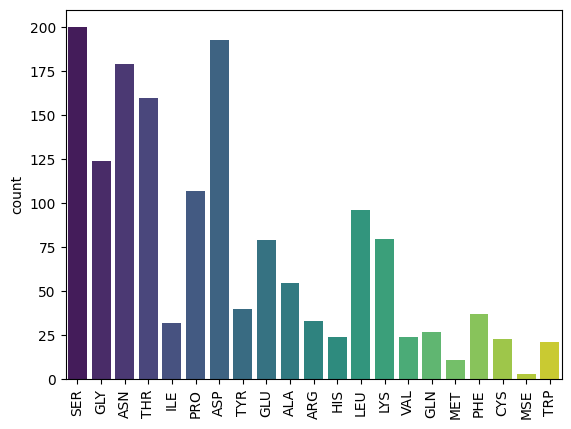 200
175
150
125
100
75
50
25
0
count
SER
GLY
ASN
THR
ILE
PRO
ASP
TYR
GLU
ALA
ARG
HIS
LEU
LYS
VAL
GLN
MET
PHE
CYS
MSE
TRP